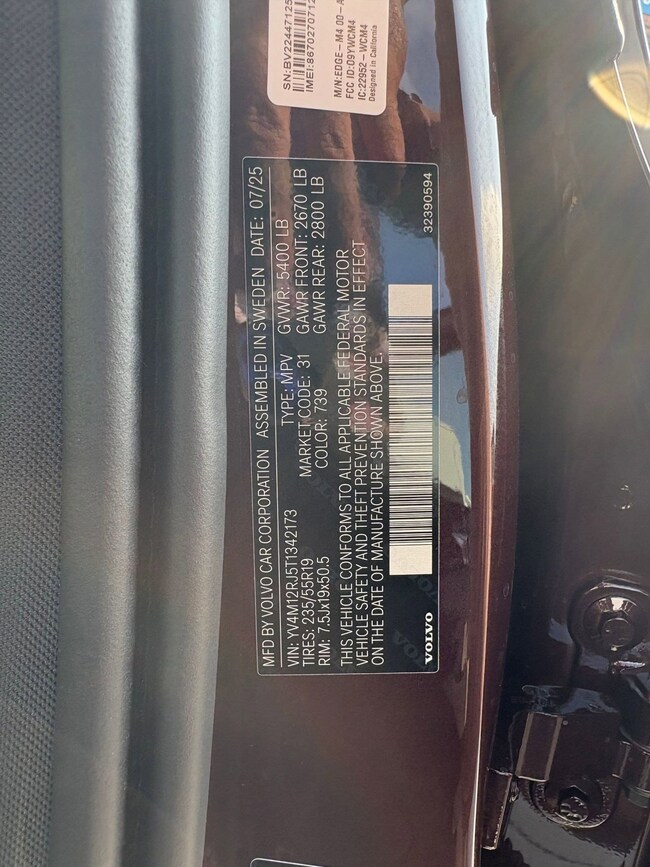 SN:BV22447125
IMEI:8670270712
M/N:EDGE-M4 00-A
FCC ID:09YWCM4
IC:22952-WCM4
Designed in California
MFD BY VOLVO CAR CORPORATION ASSEMBLED IN SWEDEN DATE: 07/25
VIN: YV4M12RJ5T1342173 TYPE: MPV GVWR: 5400 LB
TIRES: 235/55R19 MARKET CODE: 31 GAWR FRONT: 2670 LB
RIM: 7.5Jx19x50.5 COLOR: 739 GAWR REAR: 2800 LB
THIS VEHICLE CONFORMS TO ALL APPLICABLE FEDERAL MOTOR
VEHICLE SAFETY AND THEFT PREVENTION STANDARDS IN EFFECT
ON THE DATE OF MANUFACTURE SHOWN ABOVE.
VOLVO 32390594